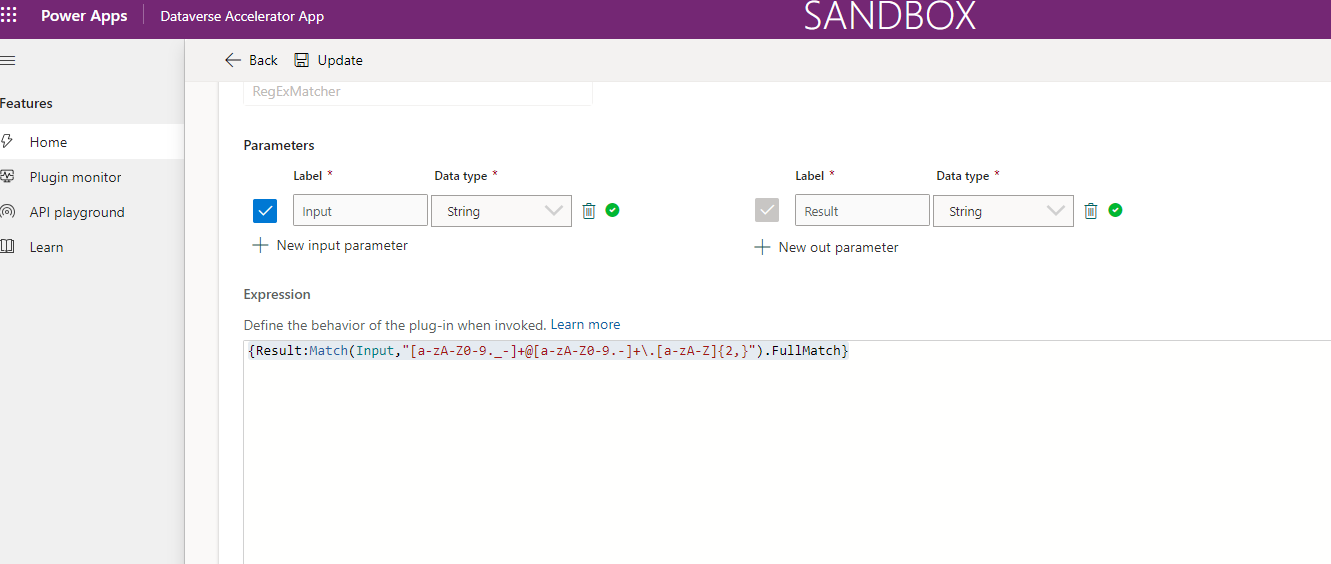 Power Apps Dataverse Accelerator App SANDBOX
Back Update
Features
Home
Plugin monitor
API playground
Learn
RegExMatcher
Parameters
Label * Data type * Label * Data type *
Input String Result String
New input parameter New out parameter
Expression
Define the behavior of the plug-in when invoked. Learn more
{Result:Match(Input,"[a-zA-Z0-9._-]+@[a-zA-Z0-9.-]+\.[a-zA-Z]{2,}").FullMatch}